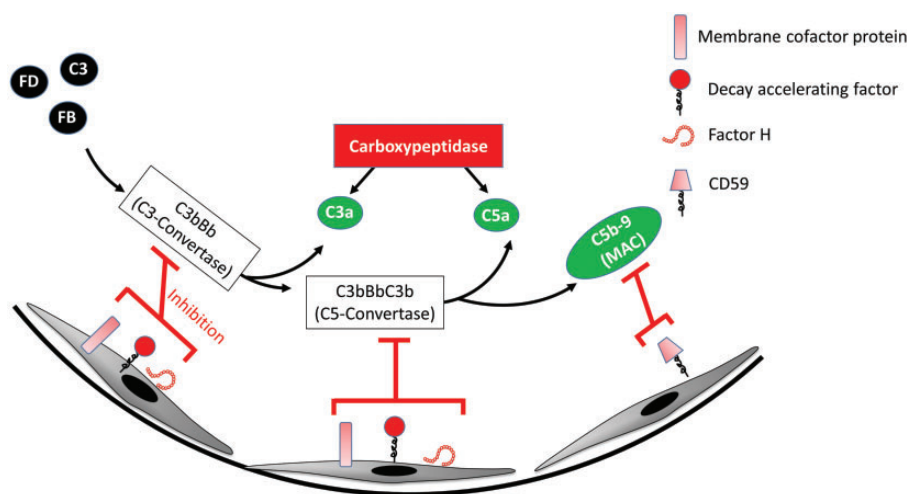 FD
C3
FB
C3bBb
(C3-Convertase)
Inhibition
Carboxypeptidase
C3a
C5a
C3bBbC3b
(C5-Convertase)
C5b-9
(MAC)
Membrane cofactor protein
Decay accelerating factor
Factor H
CD59